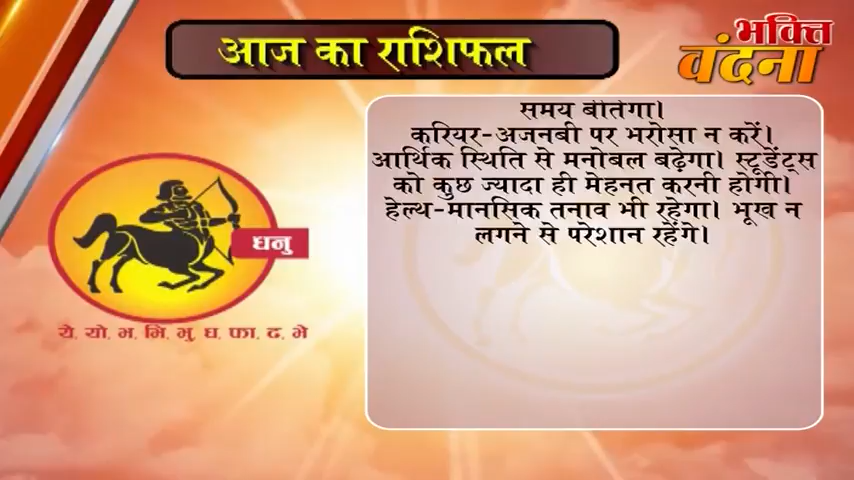 आज का राशिफल
भक्ति
वंदना
समय बीतेगा।
करियर-अजनबी पर भरोसा न करें।
आर्थिक स्थिति से मनोबल बढ़ेगा। स्टूडेंट्स
को कुछ ज्यादा ही मेहनत करनी होगी।
हेल्थ-मानसिक तनाव भी रहेगा। भूख न
लगने से परेशान रहेंगे।
धनु
ये, यो, भ, भि, भु, ध, फा, ढ, भे